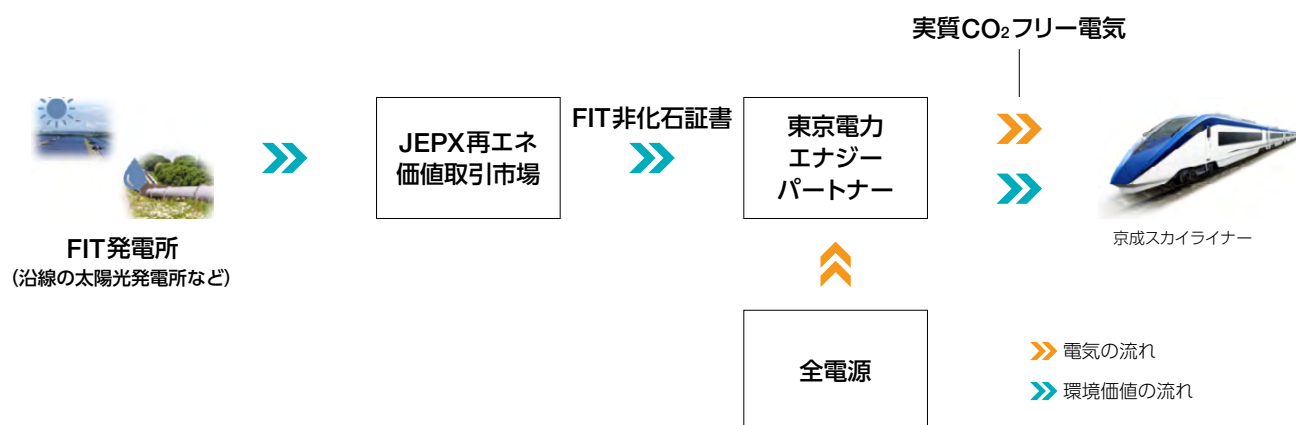 実質CO₂フリー電気
FIT発電所
(沿線の太陽光発電所など)
JEPX再エネ
価値取引市場
FIT非化石証書
東京電力
エナジー
パートナー
京成スカイライナー
全電源
電気の流れ
環境価値の流れ